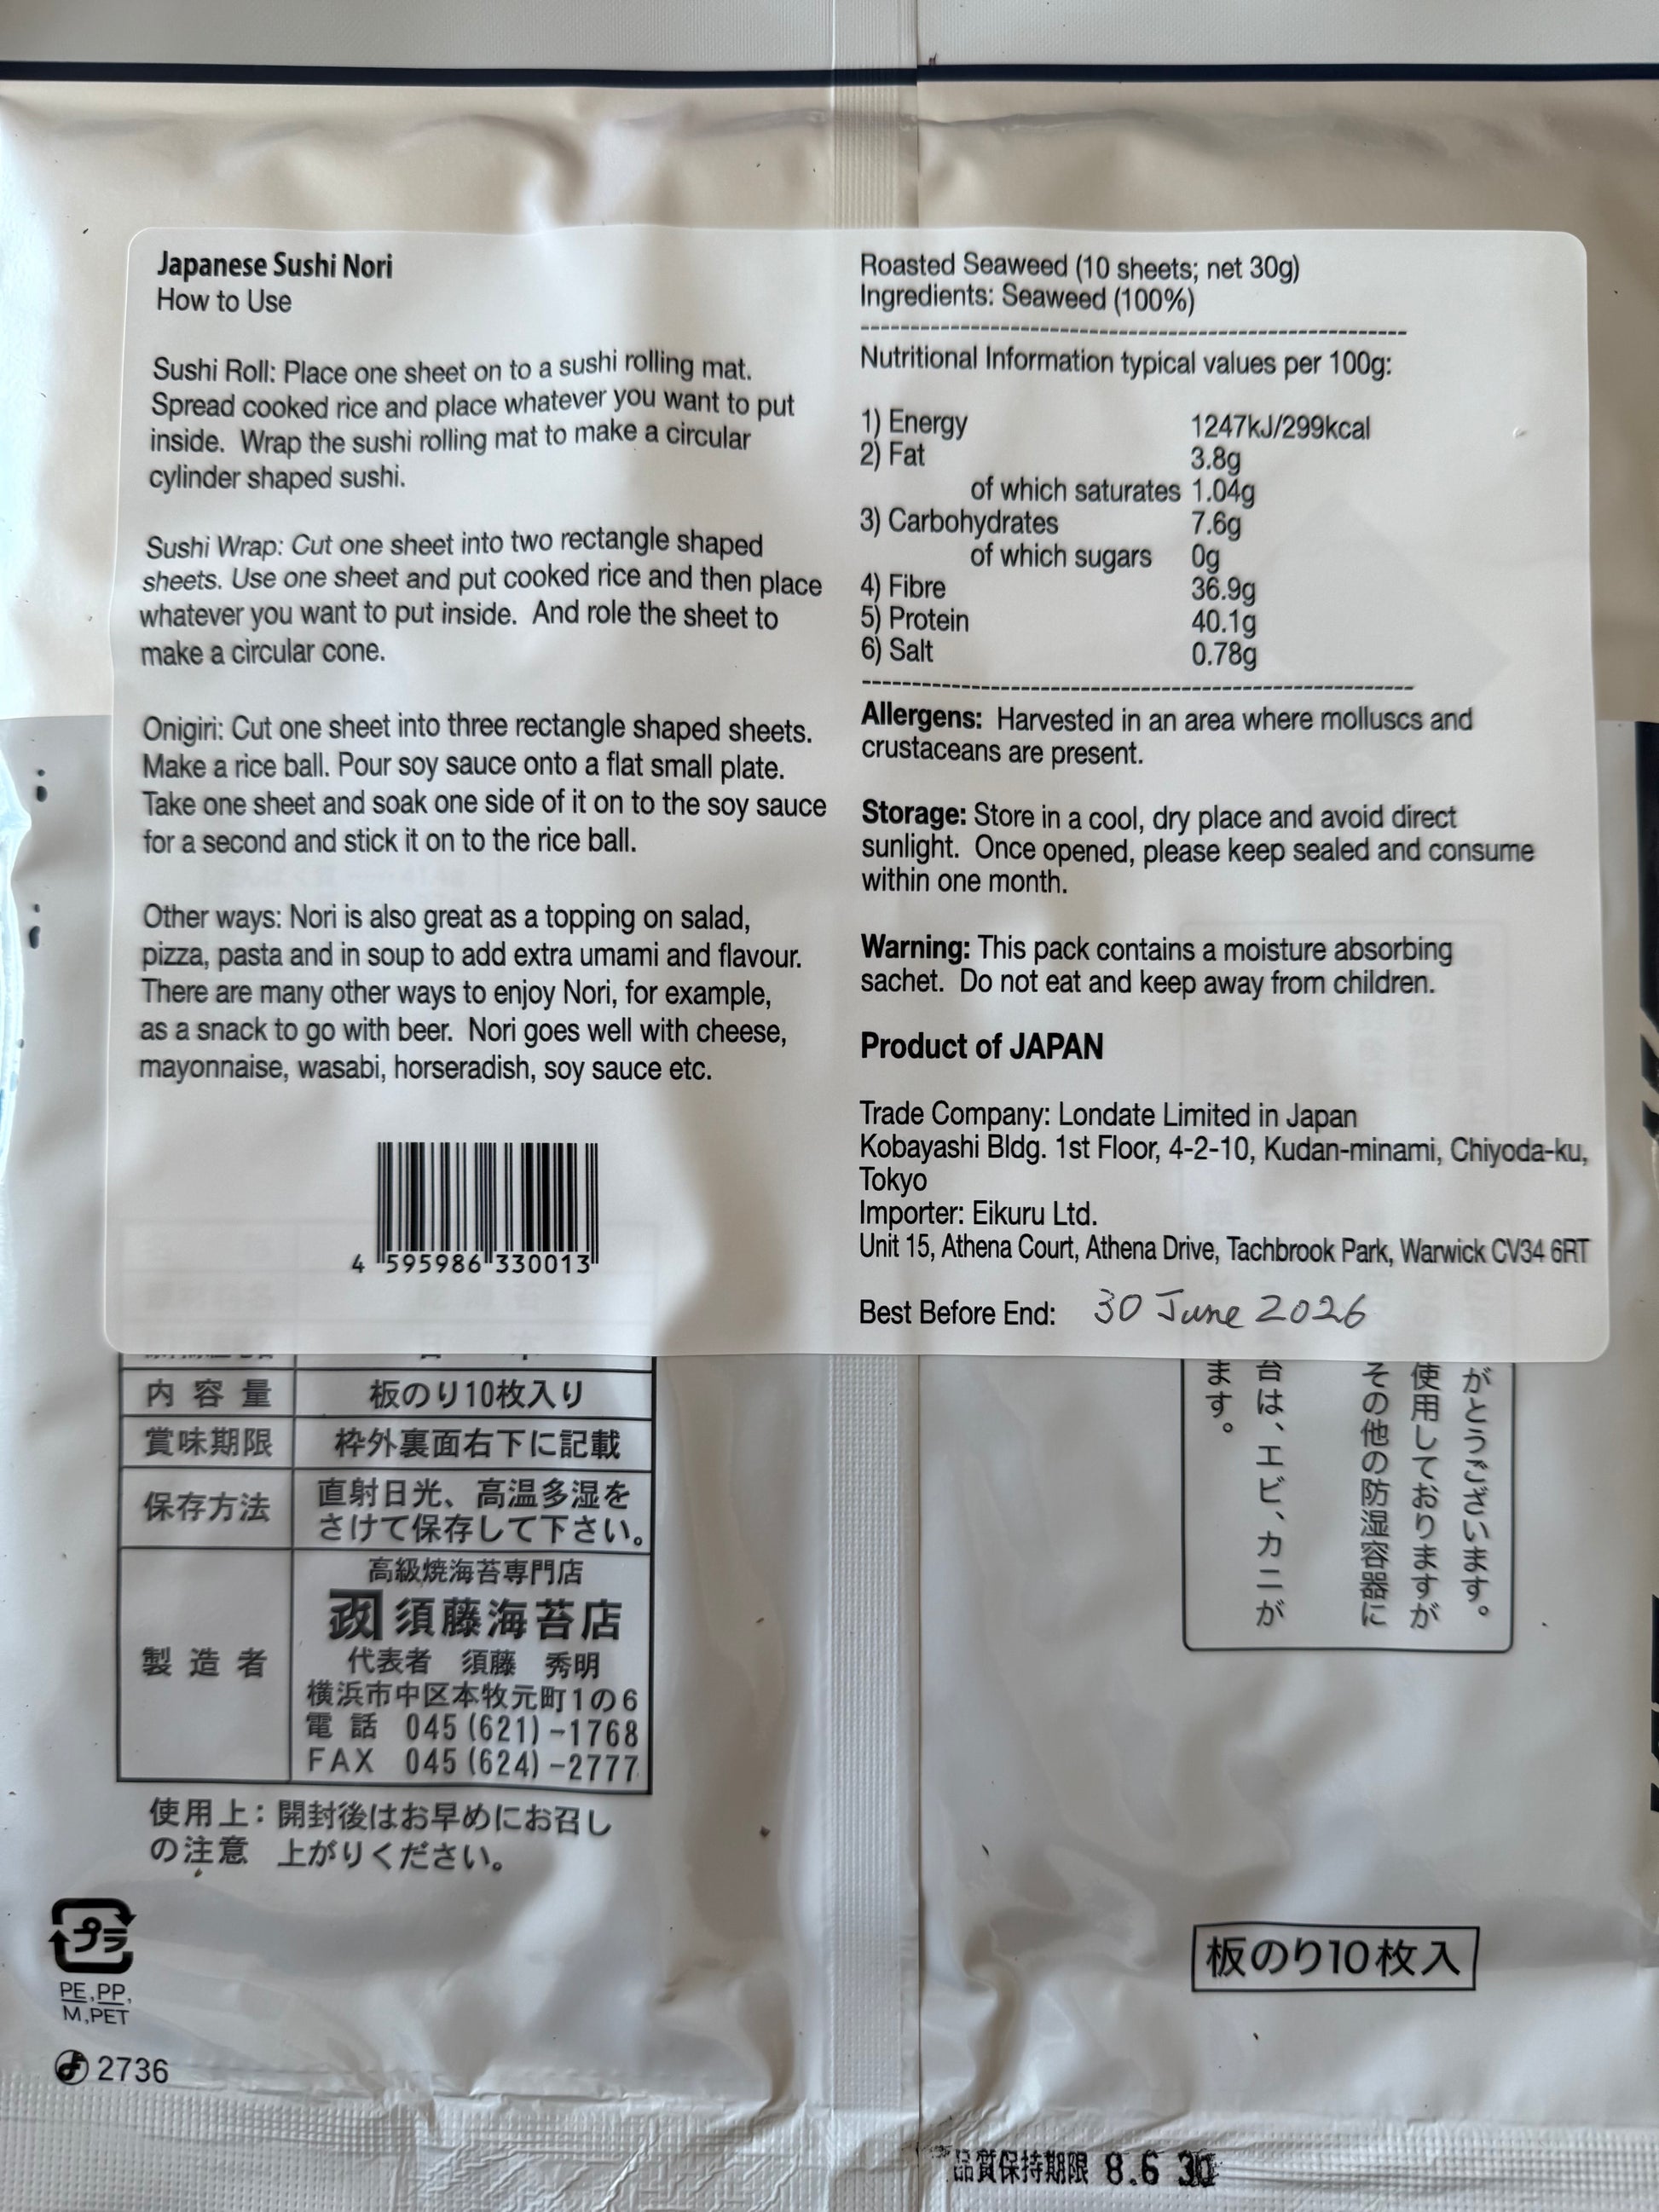 Japanese Sushi Nori
How to Use
Sushi Roll: Place one sheet on to a sushi rolling mat.
Spread cooked rice and place whatever you want to put
inside. Wrap the sushi rolling mat to make a circular
cylinder shaped sushi.
Sushi Wrap: Cut one sheet into two rectangle shaped
sheets. Use one sheet and put cooked rice and then place
whatever you want to put inside. And role the sheet to
make a circular cone.
Onigiri: Cut one sheet into three rectangle shaped sheets.
Make a rice ball. Pour soy sauce onto a flat small plate.
Take one sheet and soak one side of it on to the soy sauce
for a second and stick it on to the rice ball.
Other ways: Nori is also great as a topping on salad,
pizza, pasta and in soup to add extra umami and flavour.
There are many other ways to enjoy Nori, for example,
as a snack to go with beer. Nori goes well with cheese,
mayonnaise, wasabi, horseradish, soy sauce etc.
4 595986 330013
Roasted Seaweed (10 sheets; net 30g)
Ingredients: Seaweed (100%)
Nutritional Information typical values per 100g:
1) Energy 1247kJ/299kcal
2) Fat 3.8g
of which saturates 1.04g
3) Carbohydrates 7.6g
of which sugars 0g
4) Fibre 36.9g
5) Protein 40.1g
6) Salt 0.78g
Allergens: Harvested in an area where molluscs and
crustaceans are present.
Storage: Store in a cool, dry place and avoid direct
sunlight. Once opened, please keep sealed and consume
within one month.
Warning: This pack contains a moisture absorbing
sachet. Do not eat and keep away from children.
Product of JAPAN
Trade Company: Londate Limited in Japan
Kobayashi Bldg. 1st Floor, 4-2-10, Kudan-minami, Chiyoda-ku,
Tokyo
Importer: Eikuru Ltd.
Unit 15, Athena Court, Athena Drive, Tachbrook Park, Warwick CV34 6RT
Best Before End: 30 June 2026
内容量 板のり10枚入り
賞味期限 枠外裏面右下に記載
保存方法 直射日光、高温多湿を
さけて保存して下さい。
製造者 高級焼海苔専門店
須藤海苔店
代表者 須藤 秀明
横浜市中区本牧元町1の6
電話 045(621)-1768
FAX 045(624)-2777
使用上: 開封後はお早めにお召し
の注意 上がりください。
プラ
PE,PP,
M,PET
2736
がとうございます。
使用しておりますが
その他の防湿容器に
苔は、エビ、カニが
ます。
板のり10枚入
品質保持期限 8.6 30